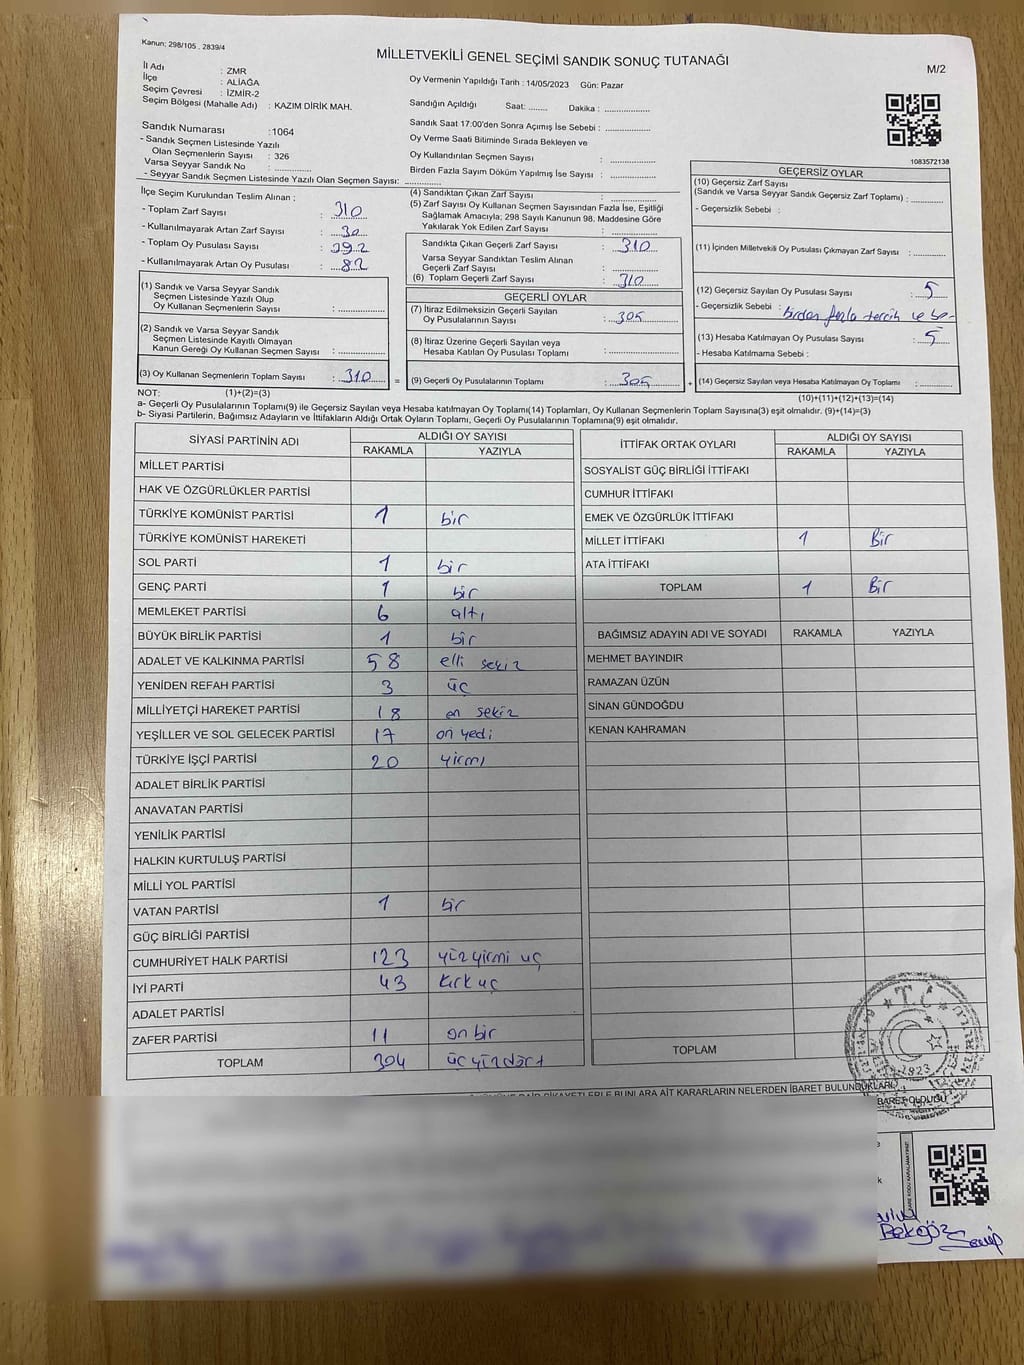 Kanun; 298/105 , 2839/4
MİLLETVEKİLİ GENEL SEÇİMİ SANDIK SONUÇ TUTANAĞI
M/2
İl Adı : ZMR
İlçe : ALİAĞA
Seçim Çevresi : İZMİR-2
Seçim Bölgesi (Mahalle Adı) : KAZIM DİRİK MAH.
Oy Vermenin Yapıldığı Tarih : 14/05/2023 Gün: Pazar
Sandığın Açıldığı Saat: ........ Dakika : ................
Sandık Saat 17:00'den Sonra Açımış İse Sebebi : ................
Oy Verme Saati Bitiminde Sırada Bekleyen ve
Oy Kullandırılan Seçmen Sayısı : ................
Birden Fazla Sayım Döküm Yapılmış İse Sayısı : ................
1083572138
Sandık Numarası :1064
- Sandık Seçmen Listesinde Yazılı
Olan Seçmenlerin Sayısı : 326
Varsa Seyyar Sandık No : ............
- Seyyar Sandık Seçmen Listesinde Yazılı Olan Seçmen Sayısı: ............
İlçe Seçim Kurulundan Teslim Alınan ;
- Toplam Zarf Sayısı : 310
- Kullanılmayarak Artan Zarf Sayısı : 30
- Toplam Oy Pusulası Sayısı : 392
- Kullanılmayarak Artan Oy Pusulası : 82
(4) Sandıktan Çıkan Zarf Sayısı : ................
(5) Zarf Sayısı Oy Kullanan Seçmen Sayısından Fazla İse, Eşitliği
Sağlamak Amacıyla; 298 Sayılı Kanunun 98. Maddesine Göre
Yakılarak Yok Edilen Zarf Sayısı : ................
Sandıkta Çıkan Geçerli Zarf Sayısı : 310
Varsa Seyyar Sandıktan Teslim Alınan
Geçerli Zarf Sayısı : ................
(6) Toplam Geçerli Zarf Sayısı : 310
GEÇERSİZ OYLAR
(10) Geçersiz Zarf Sayısı
(Sandık ve Varsa Seyyar Sandık Geçersiz Zarf Toplamı) : ............
- Geçersizlik Sebebi :
(11) İçinden Milletvekili Oy Pusulası Çıkmayan Zarf Sayısı : ............
(12) Geçersiz Sayılan Oy Pusulası Sayısı : 5
- Geçersizlik Sebebi : birden fazla tercih
(13) Hesaba Katılmayan Oy Pusulası Sayısı : 5
- Hesaba Katılmama Sebebi :
(14) Geçersiz Sayılan veya Hesaba Katılmayan Oy Toplamı : ............
(10)+(11)+(12)+(13)=(14)
(1) Sandık ve Varsa Seyyar Sandık
Seçmen Listesinde Yazılı Olup
Oy Kullanan Seçmen Sayısı : ............
(2) Sandık ve Varsa Seyyar Sandık
Seçmen Listesinde Kayıtlı Olmayan
Kanun Gereği Oy Kullanan Seçmen Sayısı : ............
(3) Oy Kullanan Seçmenlerin Toplam Sayısı : 310
(1)+(2)=(3)
GEÇERLİ OYLAR
(7) İtiraz Edilmeksizin Geçerli Sayılan
Oy Pusulalarının Sayısı : 305
(8) İtiraz Üzerine Geçerli Sayılan veya
Hesaba Katılan Oy Pusulası Toplamı : ................
= (9) Geçerli Oy Pusulalarının Toplamı : 305 +
NOT:
a- Geçerli Oy Pusulalarının Toplamı(9) ile Geçersiz Sayılan veya Hesaba katılmayan Oy Toplamı(14) Toplamları, Oy Kullanan Seçmenlerin Toplam Sayısına(3) eşit olmalıdır. (9)+(14)=(3)
b- Siyasi Partilerin, Bağımsız Adayların ve İttifakların Aldığı Ortak Oyların Toplamı, Geçerli Oy Pusulalarının Toplamına(9) eşit olmalıdır.
SİYASİ PARTİNİN ADI ALDIĞI OY SAYISI
RAKAMLA YAZIYLA
MİLLET PARTİSİ
HAK VE ÖZGÜRLÜKLER PARTİSİ
TÜRKİYE KOMÜNİST PARTİSİ 1 bir
TÜRKİYE KOMÜNİST HAREKETİ
SOL PARTİ 1 bir
GENÇ PARTİ 1 bir
MEMLEKET PARTİSİ 6 altı
BÜYÜK BİRLİK PARTİSİ 1 bir
ADALET VE KALKINMA PARTİSİ 58 elli sekiz
YENİDEN REFAH PARTİSİ 3 üç
MİLLİYETÇİ HAREKET PARTİSİ 18 on sekiz
YEŞİLLER VE SOL GELECEK PARTİSİ 17 on yedi
TÜRKİYE İŞÇİ PARTİSİ 20 yirmi
ADALET BİRLİK PARTİSİ
ANAVATAN PARTİSİ
YENİLİK PARTİSİ
HALKIN KURTULUŞ PARTİSİ
MİLLİ YOL PARTİSİ
VATAN PARTİSİ 1 bir
GÜÇ BİRLİĞİ PARTİSİ
CUMHURİYET HALK PARTİSİ 123 yüz yirmi üç
İYİ PARTİ 43 kırk üç
ADALET PARTİSİ
ZAFER PARTİSİ 11 on bir
TOPLAM 304 üç yüz dört
İTTİFAK ORTAK OYLARI ALDIĞI OY SAYISI
RAKAMLA YAZIYLA
SOSYALİST GÜÇ BİRLİĞİ İTTİFAKI
CUMHUR İTTİFAKI
EMEK VE ÖZGÜRLÜK İTTİFAKI
MİLLET İTTİFAKI 1 Bir
ATA İTTİFAKI
TOPLAM 1 Bir
BAĞIMSIZ ADAYIN ADI VE SOYADI RAKAMLA YAZIYLA
MEHMET BAYINDIR
RAMAZAN ÜZÜN
SİNAN GÜNDOĞDU
KENAN KAHRAMAN
TOPLAM
T.C
1923
DAİR ŞİKAYETLERLE BUNLARA AİT KARARLARIN NELERDEN İBARET BULUNDUKLARI
BARET OLDUĞU
Bekgöz